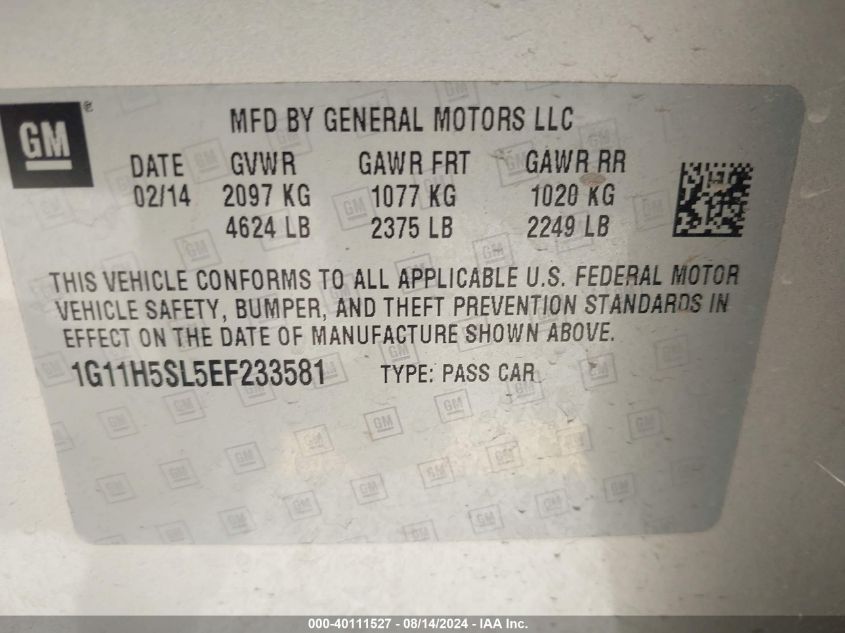 GM ®
MFD BY GENERAL MOTORS LLC
DATE GVWR GAWR FRT GAWR RR
02/14 2097 KG 1077 KG 1020 KG
4624 LB 2375 LB 2249 LB
THIS VEHICLE CONFORMS TO ALL APPLICABLE U.S. FEDERAL MOTOR
VEHICLE SAFETY, BUMPER, AND THEFT PREVENTION STANDARDS IN
EFFECT ON THE DATE OF MANUFACTURE SHOWN ABOVE.
1G11H5SL5EF233581 TYPE: PASS CAR
000-40111527 - 08/14/2024 - IAA Inc.